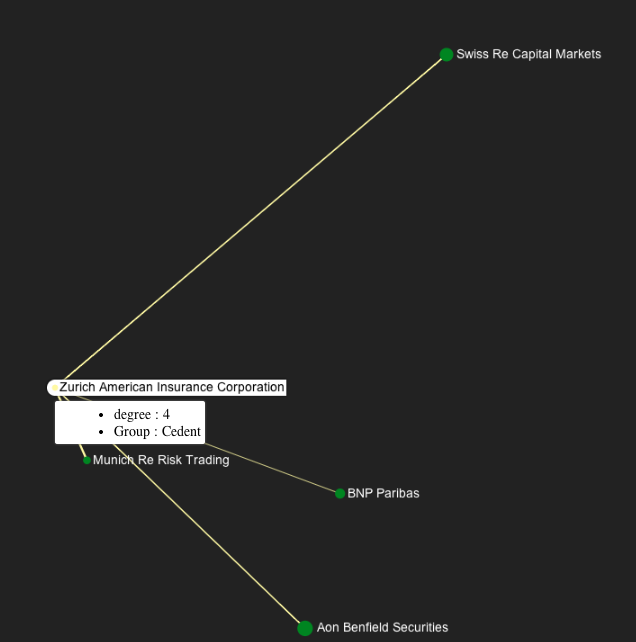 Swiss Re Capital Markets
Zurich American Insurance Corporation
• degree : 4
• Group : Cedent
Munich Re Risk Trading
BNP Paribas
Aon Benfield Securities